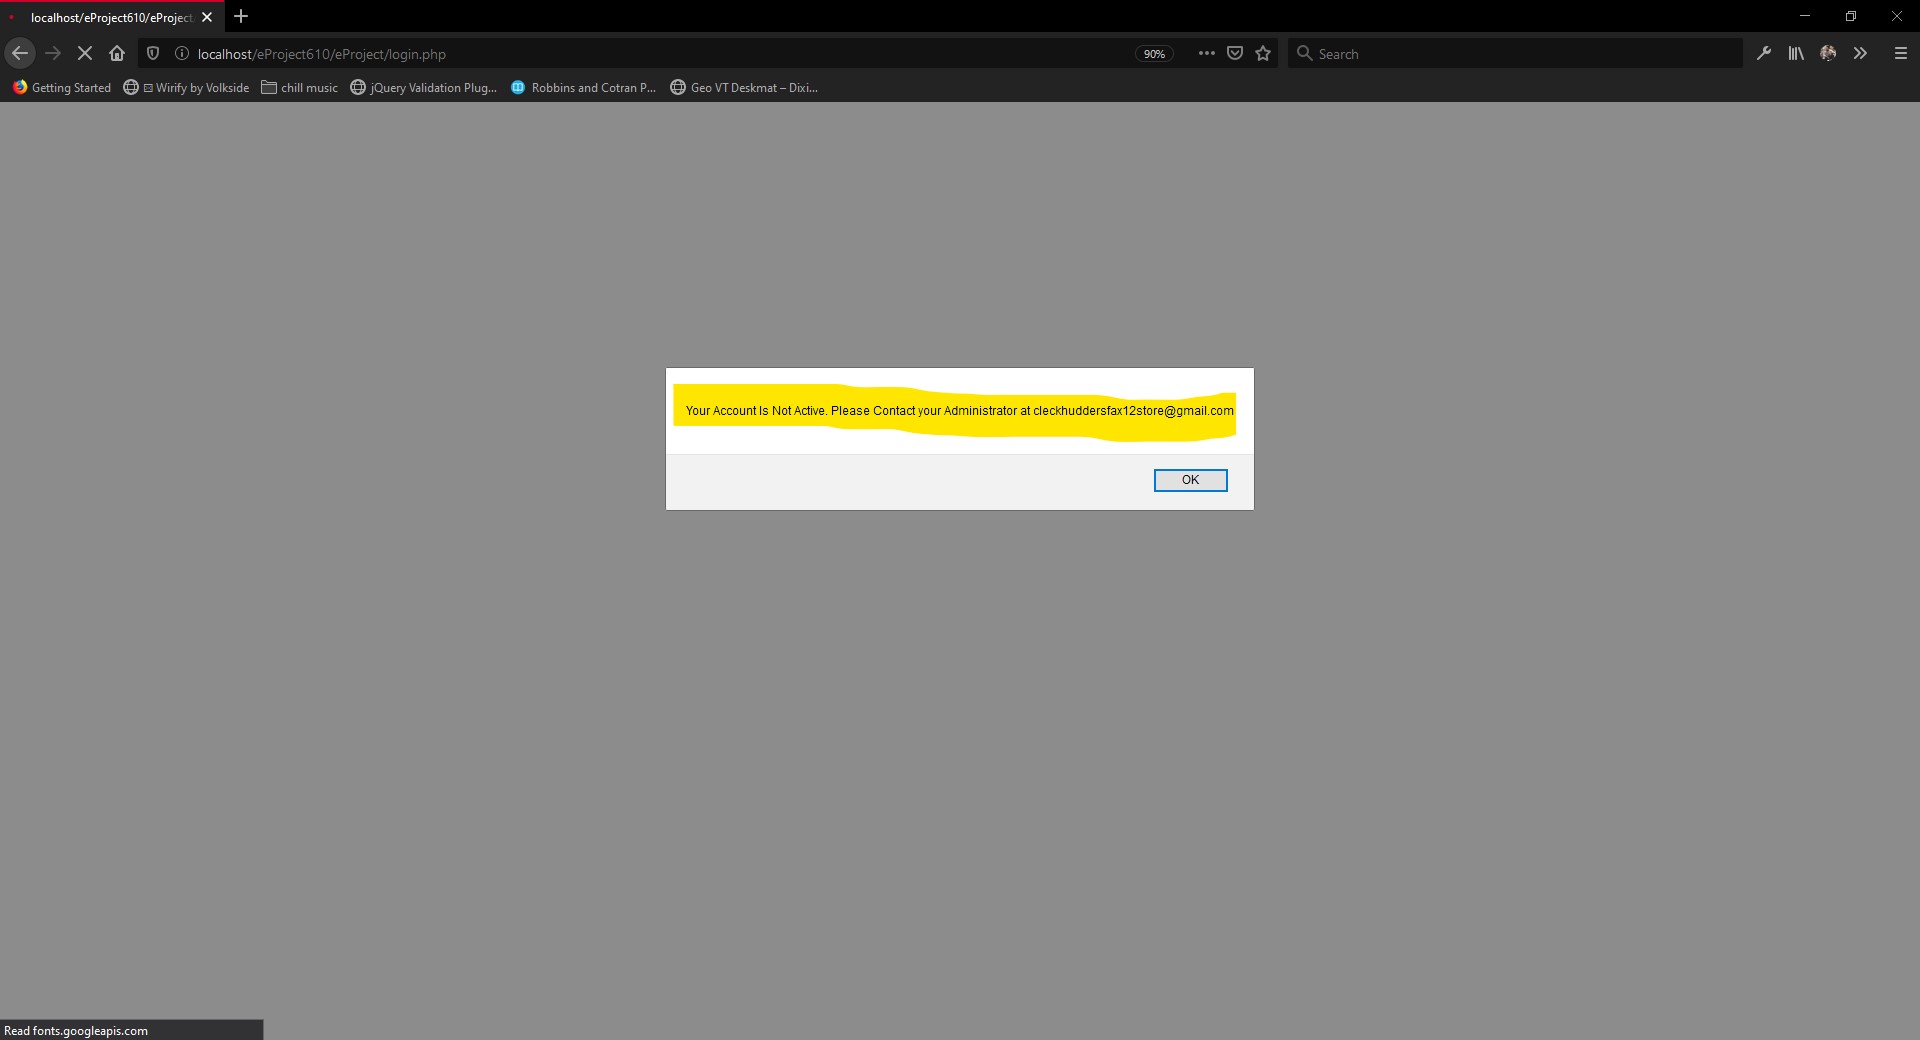 localhost/eProject610/eProject
localhost/eProject610/eProject/login.php
90%
Search
Getting Started
Wirify by Volkside
chill music
jQuery Validation Plug...
Robbins and Cotran P...
Geo VT Deskmat – Dixi...
Your Account Is Not Active. Please Contact your Administrator at cleckhuddersfax12store@gmail.com
OK
Read fonts.googleapis.com